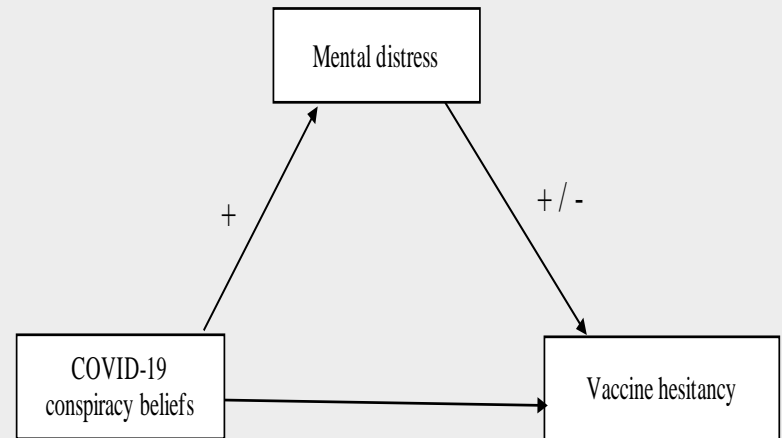 Mental distress
+
+ / -
COVID-19
conspiracy beliefs
Vaccine hesitancy